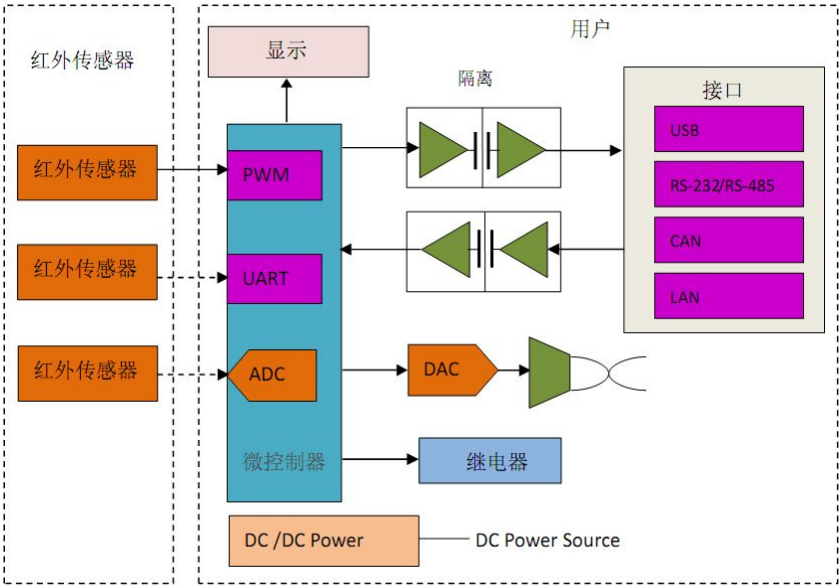 红外传感器
用户
显示
隔离
接口
红外传感器
PWM
USB
RS-232/RS-485
红外传感器
UART
CAN
LAN
红外传感器
ADC
DAC
微控制器
继电器
DC /DC Power
DC Power Source